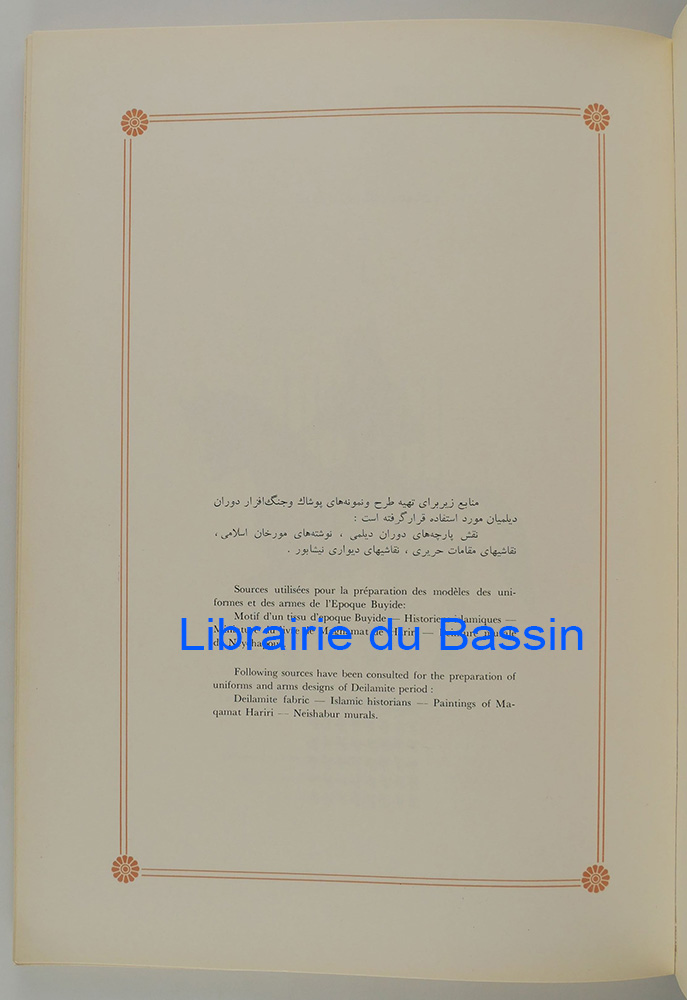 منابع زیر برای تهیه طرح و نمونه‌های پوشاك وجنگ‌افزار دوران
دیلمیان مورد استفاده قرارگرفته است :
نقش پارچه‌های دوران دیلمی ، نوشته‌های مورخان اسلامی ،
نقاشیهای مقامات حریری ، نقاشیهای دیواری نیشابور .
Sources utilisées pour la préparation des modèles des uni-
formes et des armes de l'Epoque Buyide:
Motif d'un tissu d'époque Buyide — Historiens islamiques —
Librairie du Bassin
Following sources have been consulted for the preparation of
uniforms and arms designs of Deilamite period :
Deilamite fabric — Islamic historians — Paintings of Ma-
qamat Hariri — Neishabur murals.